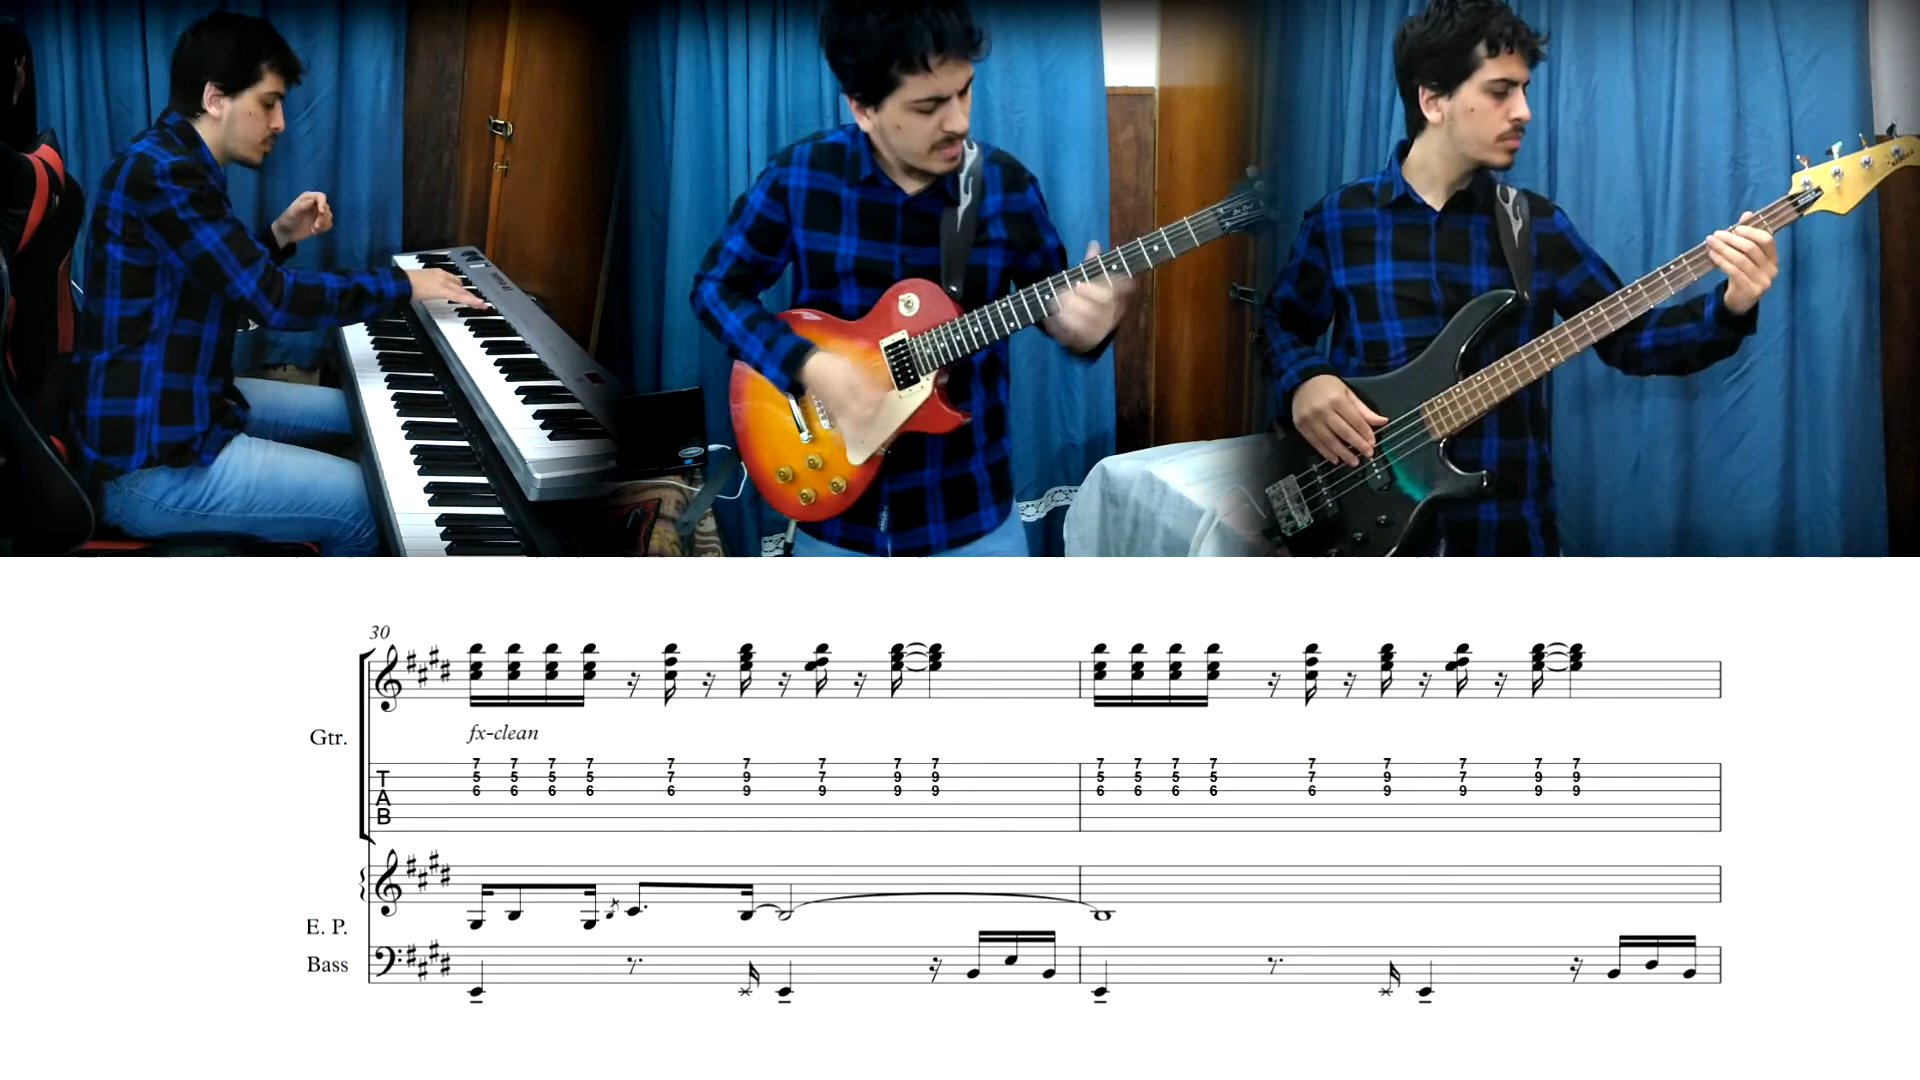 30
fx-clean
Gtr.
7 7 7 7 7 7 7 7 7 7 7 7 7 7 7 7 7 7
T 5 5 5 5 7 9 7 9 9 5 5 5 5 7 9 7 9 9
6 6 6 6 6 9 9 9 9 6 6 6 6 6 9 9 9 9
A
B
E. P.
Bass